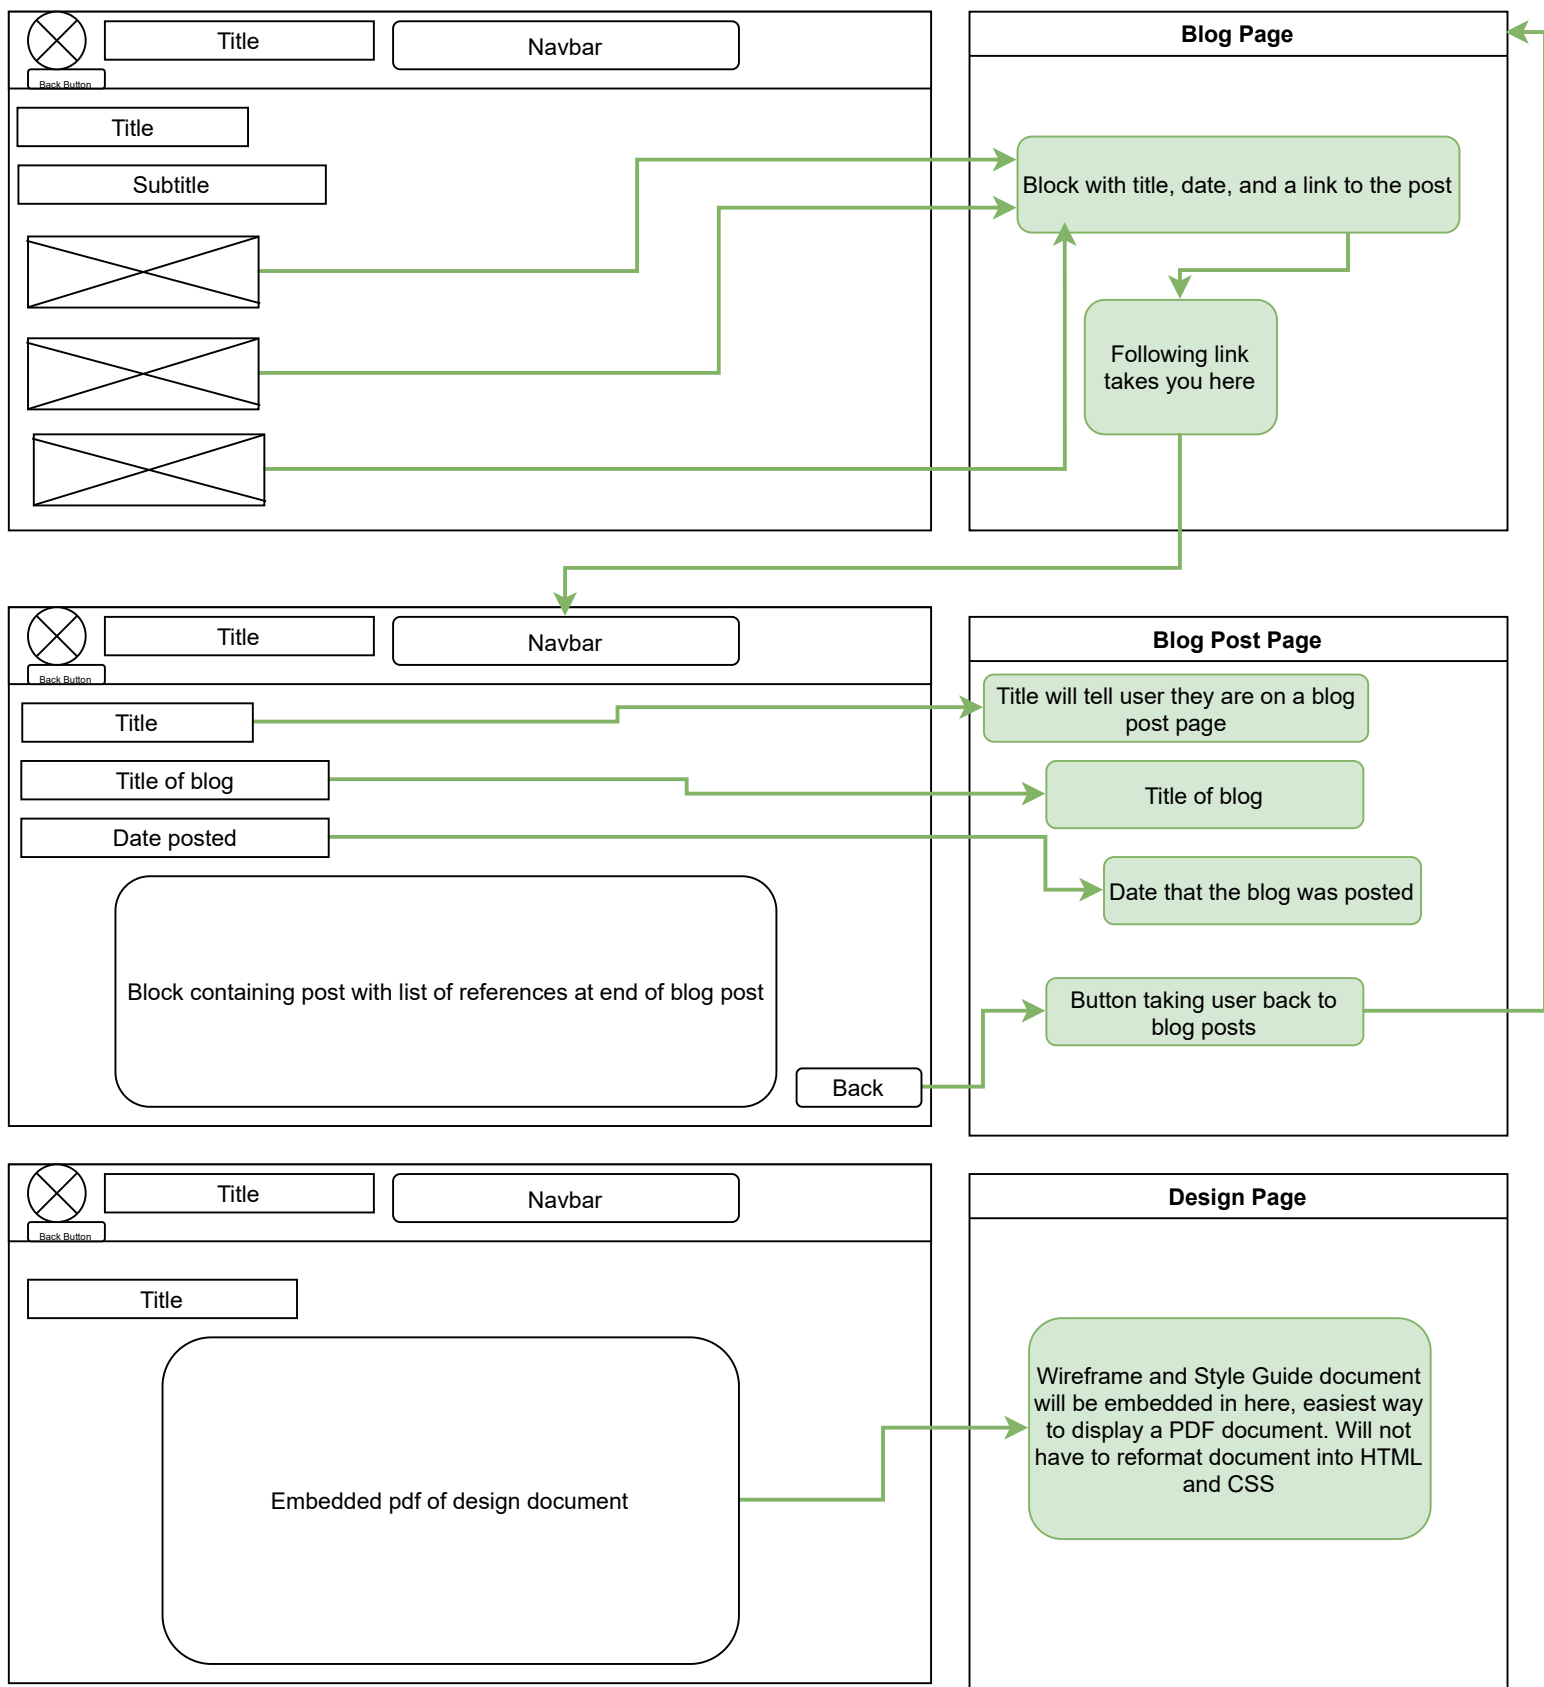 Title
Navbar
Back Button
Title
Subtitle
Blog Page
Block with title, date, and a link to the post
Following link
takes you here
Title
Navbar
Back Button
Title
Title of blog
Date posted
Block containing post with list of references at end of blog post
Back
Blog Post Page
Title will tell user they are on a blog
post page
Title of blog
Date that the blog was posted
Button taking user back to
blog posts
Title
Navbar
Back Button
Title
Embedded pdf of design document
Design Page
Wireframe and Style Guide document
will be embedded in here, easiest way
to display a PDF document. Will not
have to reformat document into HTML
and CSS